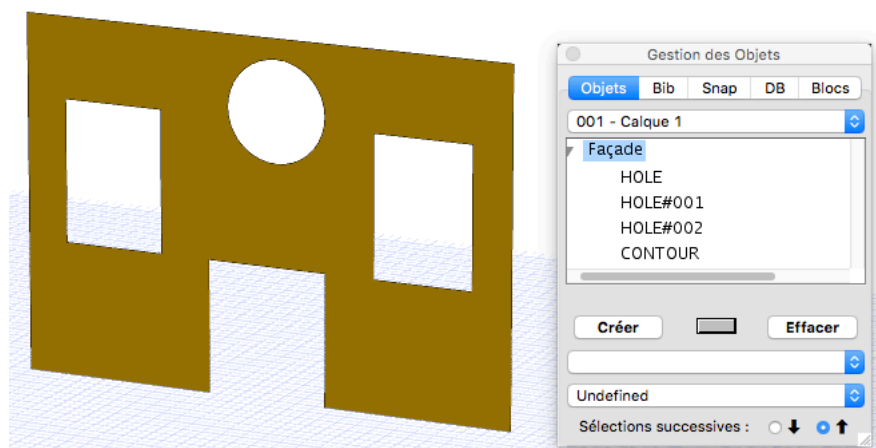 Gestion des Objets
Objets Bib Snap DB Blocs
001 - Calque 1
Façade
HOLE
HOLE#001
HOLE#002
CONTOUR
Créer Effacer
Undefined
Sélections successives :